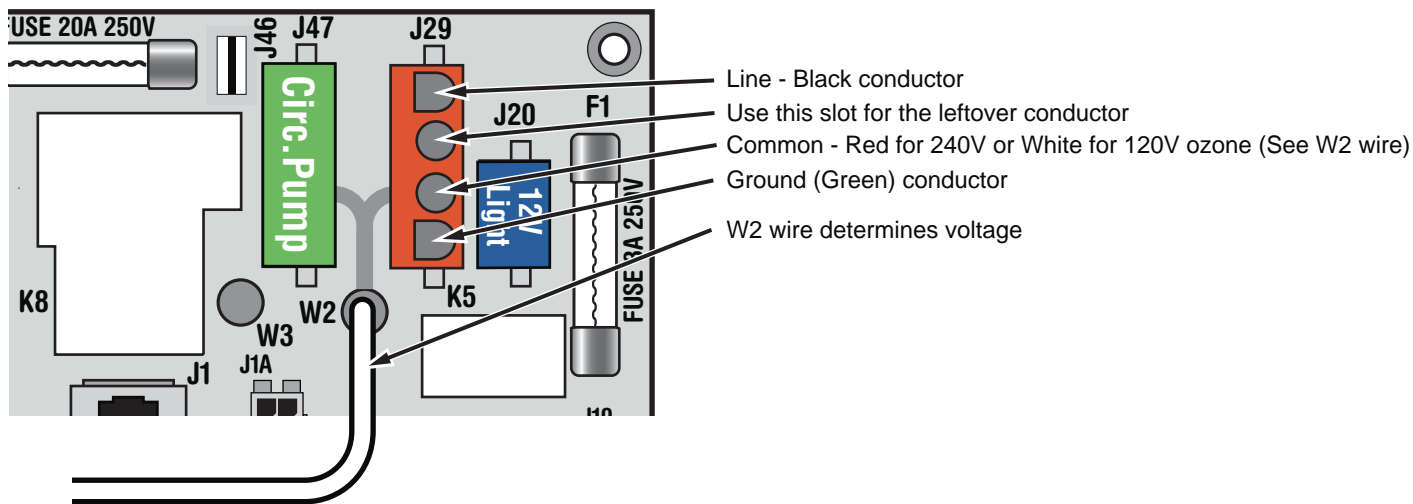 FUSE 20A 250V
J46
J47
J29
Circ.Pump
J20
12V
Light
F1
FUSE 3A 250V
K8
W3
W2
K5
J1
J1A
Line - Black conductor
Use this slot for the leftover conductor
Common - Red for 240V or White for 120V ozone (See W2 wire)
Ground (Green) conductor
W2 wire determines voltage